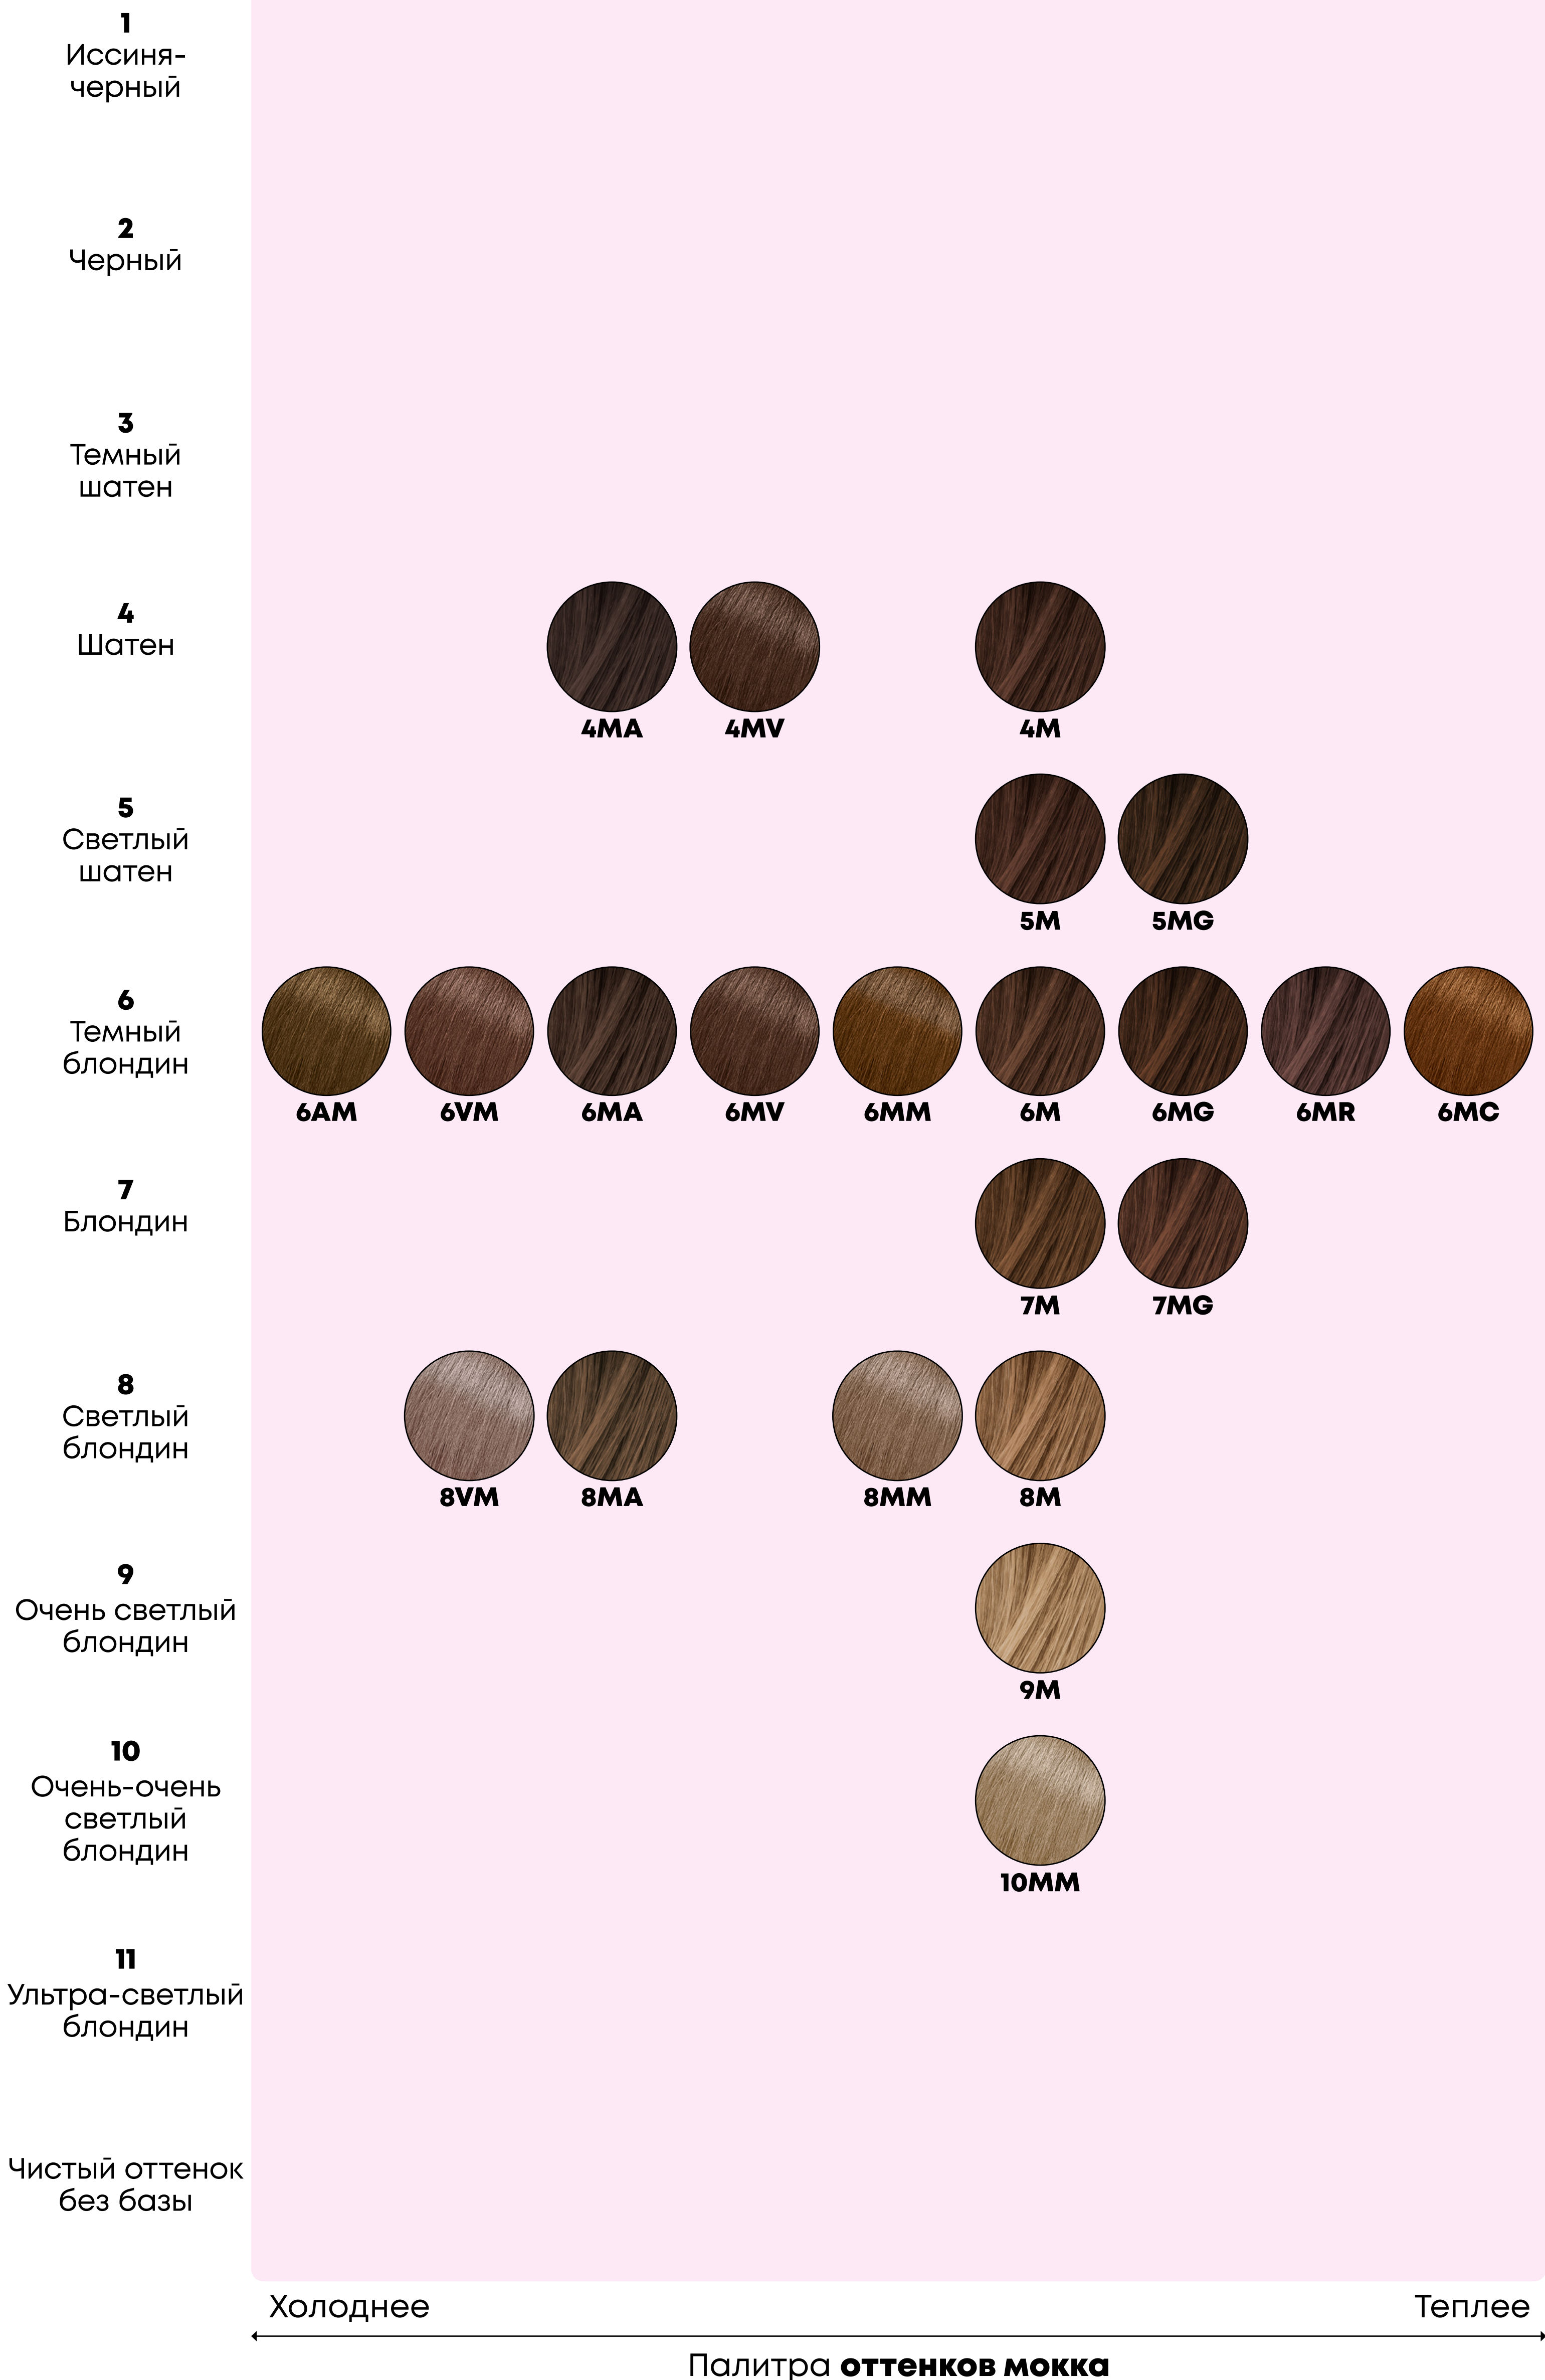 1
Иссиня-
черный
2
Черный
3
Темный
шатен
4
Шатен
4MA
4MV
4M
5
Светлый
шатен
5M
5MG
6
Темный
блондин
6AM
6VM
6MA
6MV
6MM
6M
6MG
6MR
6MC
7
Блондин
7M
7MG
8
Светлый
блондин
8VM
8MA
8MM
8M
9
Очень светлый
блондин
9M
10
Очень-очень
светлый
блондин
10MM
11
Ультра-светлый
блондин
Чистый оттенок
без базы
Холоднее
Теплее
Палитра оттенков мокка